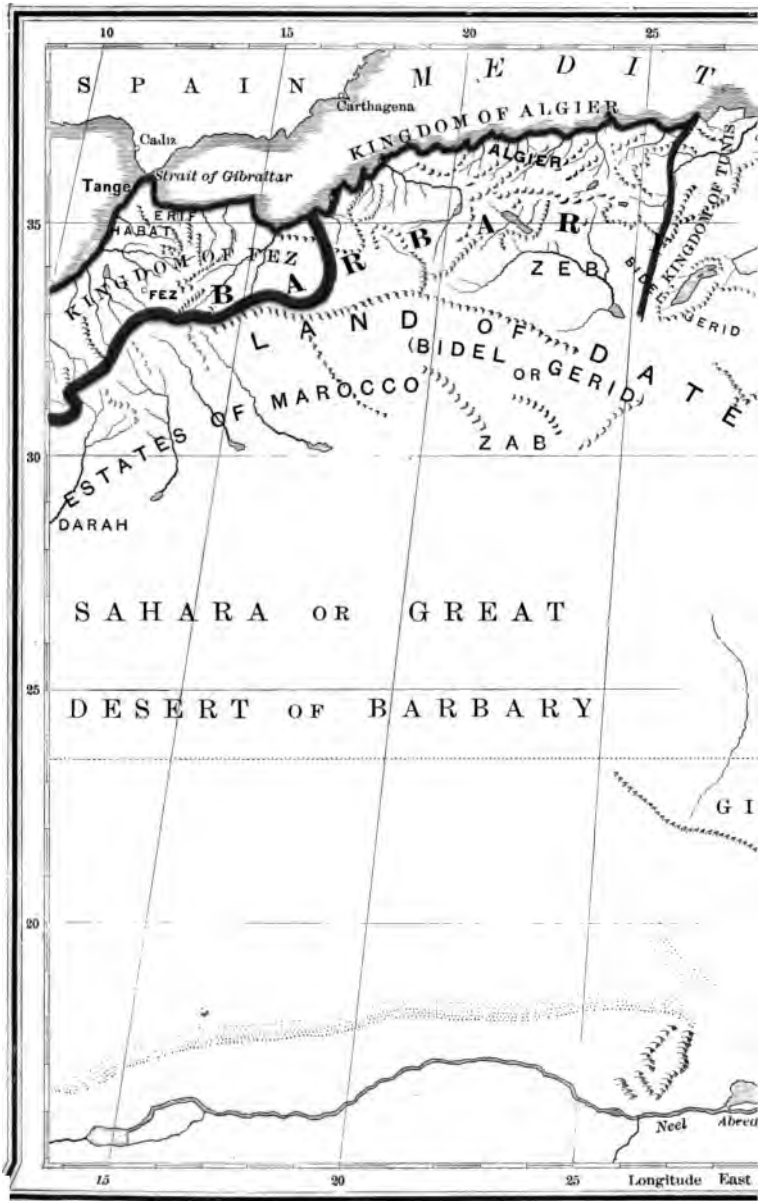 10 15 20 25
SPAIN
MEDIT
Carthagena
KINGDOM OF ALGIER
Cadiz
ALGIER
Strait of Gibraltar
Tange
KINGDOM OF TUNIS
ERIF
35
HABAT
BARBAR
KINGDOM OF FEZ
ZEB
BIDE
FEZ
GERID
LAND OF DATE
(BIDEL OR GERID)
ESTATES OF MAROCCO
ZAB
30
DARAH
SAHARA OR GREAT
25
DESERT OF BARBARY
GI
20
Neel Abred
15 20 25 Longitude East